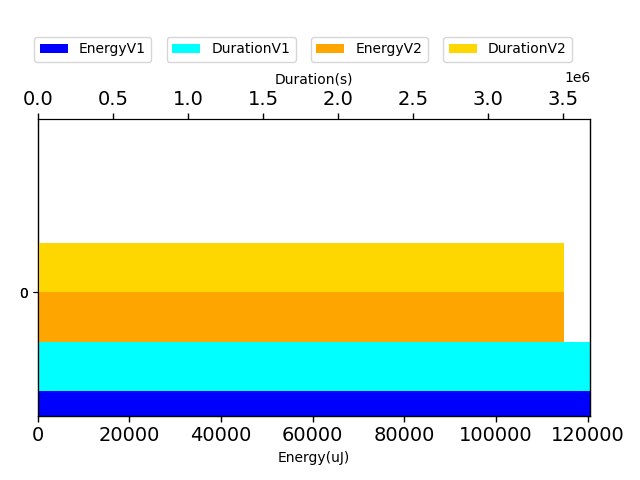 EnergyV1 DurationV1 EnergyV2 DurationV2
Duration(s)
1e6
0.0 0.5 1.0 1.5 2.0 2.5 3.0 3.5
0
0 20000 40000 60000 80000 100000 120000
Energy(uJ)